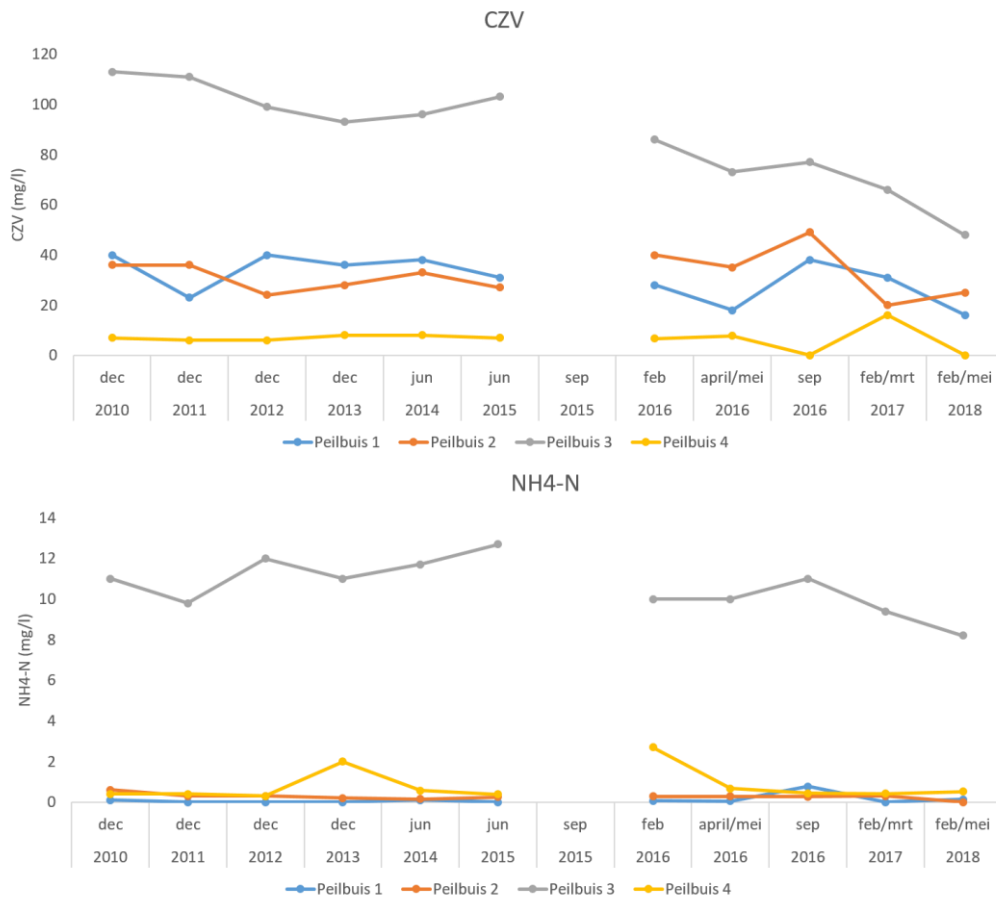 CZV
120
100
80
60
40
20
0
CZV (mg/l)
dec dec dec dec jun jun sep feb april/mei sep feb/mrt feb/mei
2010 2011 2012 2013 2014 2015 2015 2016 2016 2016 2017 2018
Peilbuis 1 Peilbuis 2 Peilbuis 3 Peilbuis 4
NH4-N
14
12
10
8
6
4
2
0
NH4-N (mg/l)
dec dec dec dec jun jun sep feb april/mei sep feb/mrt feb/mei
2010 2011 2012 2013 2014 2015 2015 2016 2016 2016 2017 2018
Peilbuis 1 Peilbuis 2 Peilbuis 3 Peilbuis 4